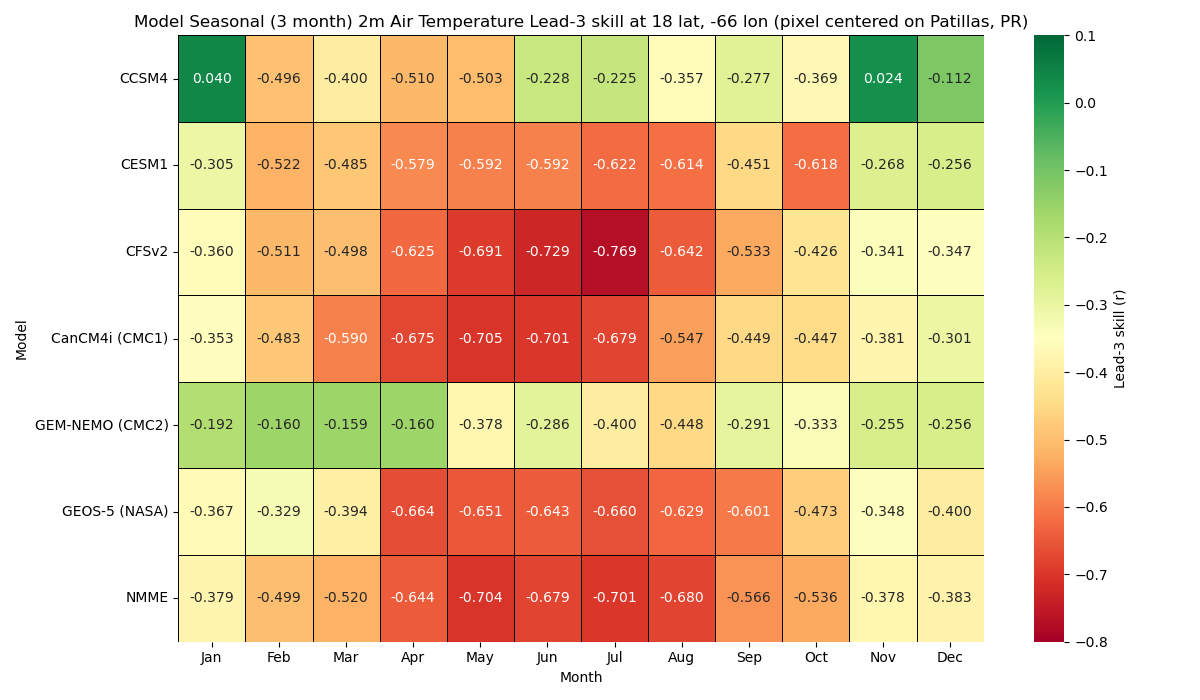 Model Seasonal (3 month) 2m Air Temperature Lead-3 skill at 18 lat, -66 lon (pixel centered on Patillas, PR)
Model
CCSM4 0.040 -0.496 -0.400 -0.510 -0.503 -0.228 -0.225 -0.357 -0.277 -0.369 0.024 -0.112
CESM1 -0.305 -0.522 -0.485 -0.579 -0.592 -0.592 -0.622 -0.614 -0.451 -0.618 -0.268 -0.256
CFSv2 -0.360 -0.511 -0.498 -0.625 -0.691 -0.729 -0.769 -0.642 -0.533 -0.426 -0.341 -0.347
CanCM4i (CMC1) -0.353 -0.483 -0.590 -0.675 -0.705 -0.701 -0.679 -0.547 -0.449 -0.447 -0.381 -0.301
GEM-NEMO (CMC2) -0.192 -0.160 -0.159 -0.160 -0.378 -0.286 -0.400 -0.448 -0.291 -0.333 -0.255 -0.256
GEOS-5 (NASA) -0.367 -0.329 -0.394 -0.664 -0.651 -0.643 -0.660 -0.629 -0.601 -0.473 -0.348 -0.400
NMME -0.379 -0.499 -0.520 -0.644 -0.704 -0.679 -0.701 -0.680 -0.566 -0.536 -0.378 -0.383
Jan Feb Mar Apr May Jun Jul Aug Sep Oct Nov Dec
Month
0.1
0.0
−0.1
−0.2
−0.3
−0.4
−0.5
−0.6
−0.7
−0.8
Lead-3 skill (r)